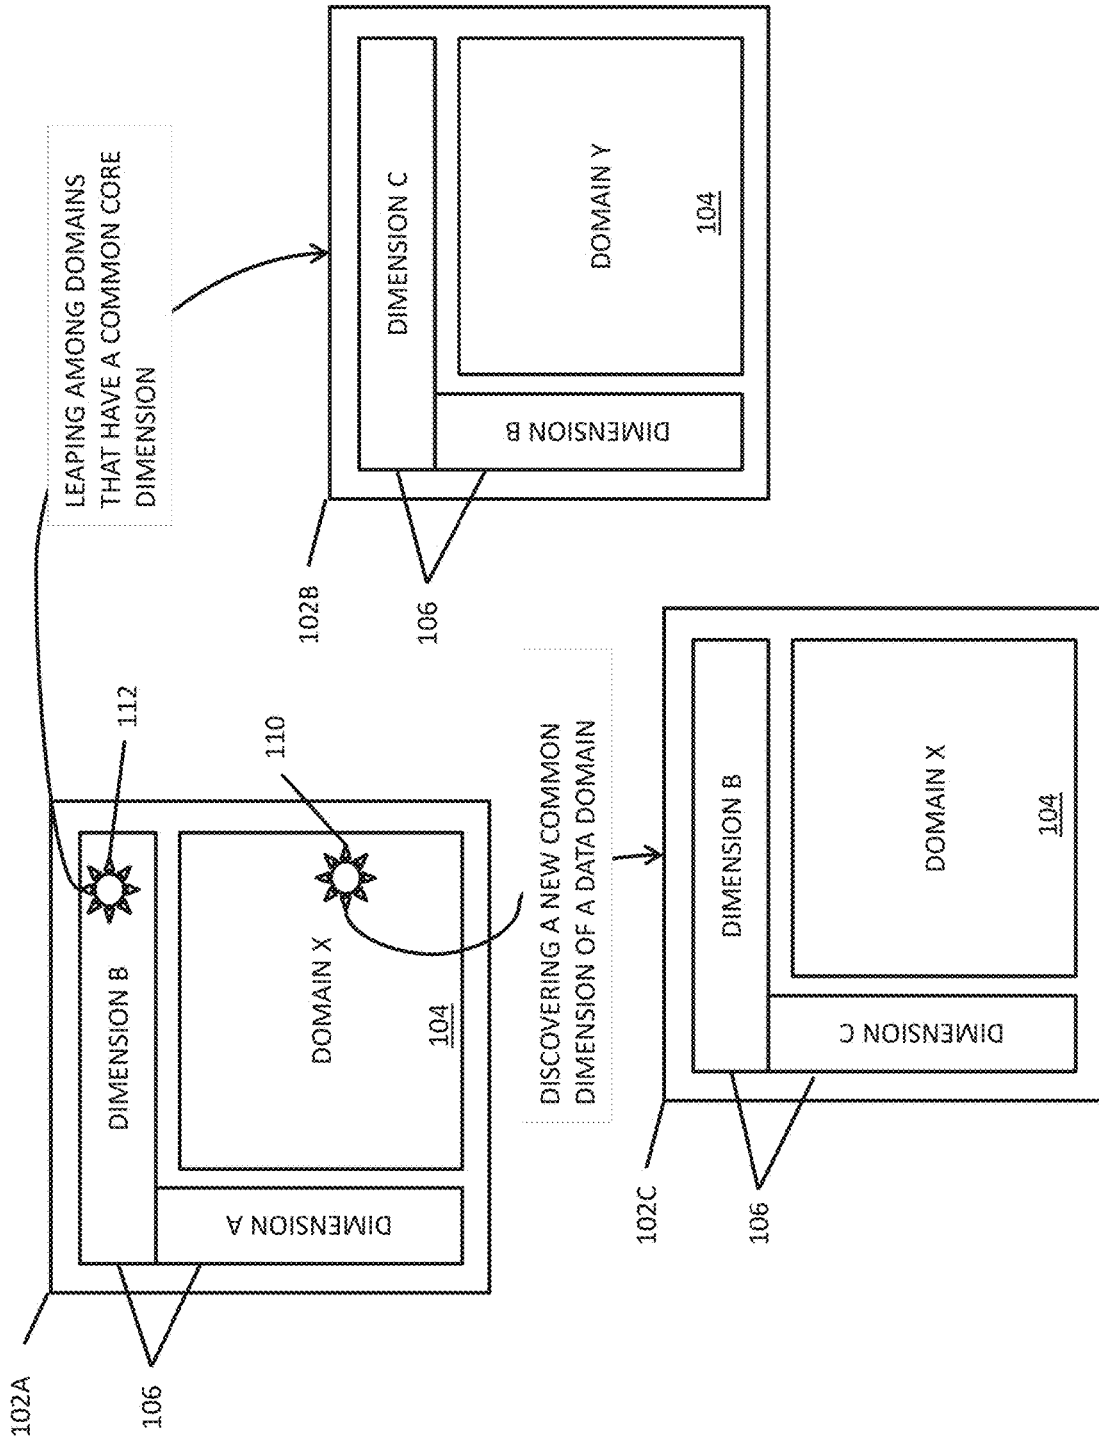 102A
106
DIMENSION B
112
DIMENSION A
DOMAIN X
104
110
LEAPING AMONG DOMAINS
THAT HAVE A COMMON CORE
DIMENSION
102B
106
DIMENSION C
DIMENSION B
DOMAIN Y
104
DISCOVERING A NEW COMMON
DIMENSION OF A DATA DOMAIN
102C
106
DIMENSION B
DIMENSION C
DOMAIN X
104